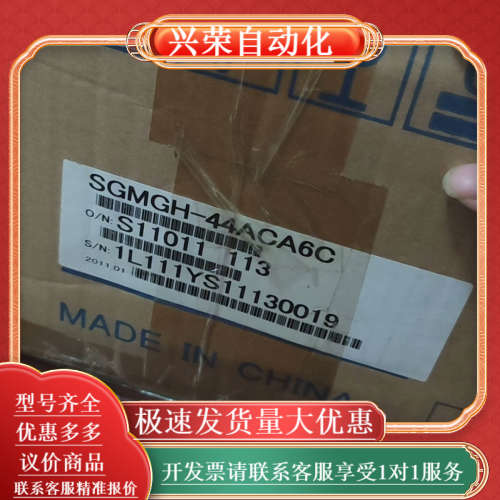 兴荣自动化
SGMGH-44ACA6C
O/N: S11011 113
S/N: 1L111YS11130019
2011.01
MADE IN CHINA
型号齐全
优惠多多
议价商品
联系客服精准报价
极速发货量大优惠
开发票请联系客服享受1对1服务